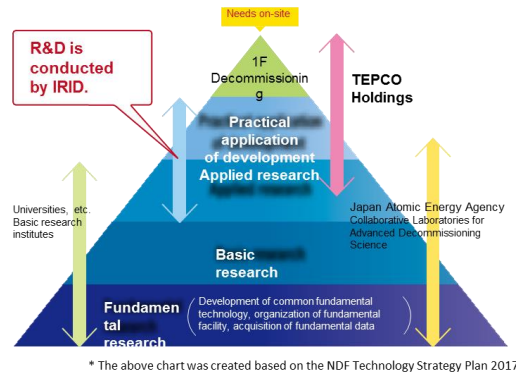 Needs on-site
R&D is
conducted
by IRID.
1F
Decommissionin
g
TEPCO
Holdings
Practical
application
of development
Applied research
Applied research
Universities, etc.
Basic research
institutes
Japan Atomic Energy Agency
Collaborative Laboratories for
Advanced Decommissioning
Science
Basic
research
Fundamen
tal
research
Development of common fundamental
technology, organization of fundamental
facility, acquisition of fundamental data
* The above chart was created based on the NDF Technology Strategy Plan 2017